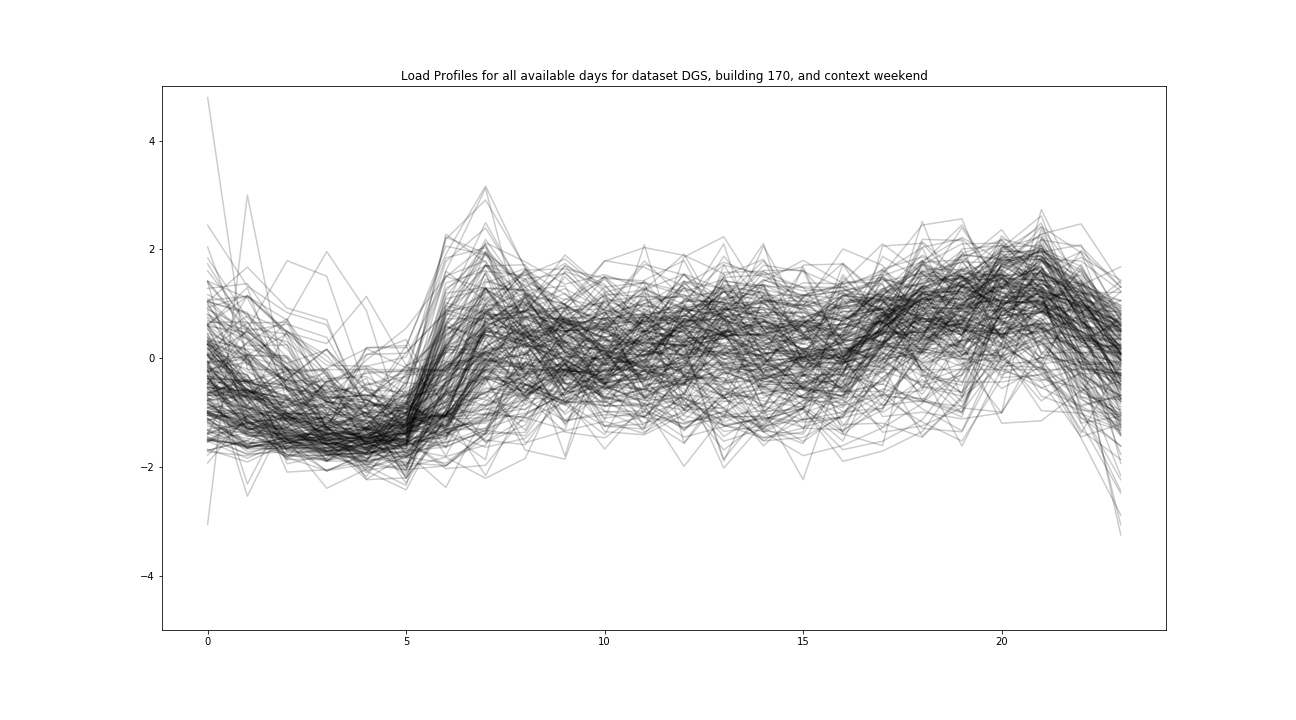 Load Profiles for all available days for dataset DGS, building 170, and context weekend
4
2
0
−2
−4
0 5 10 15 20